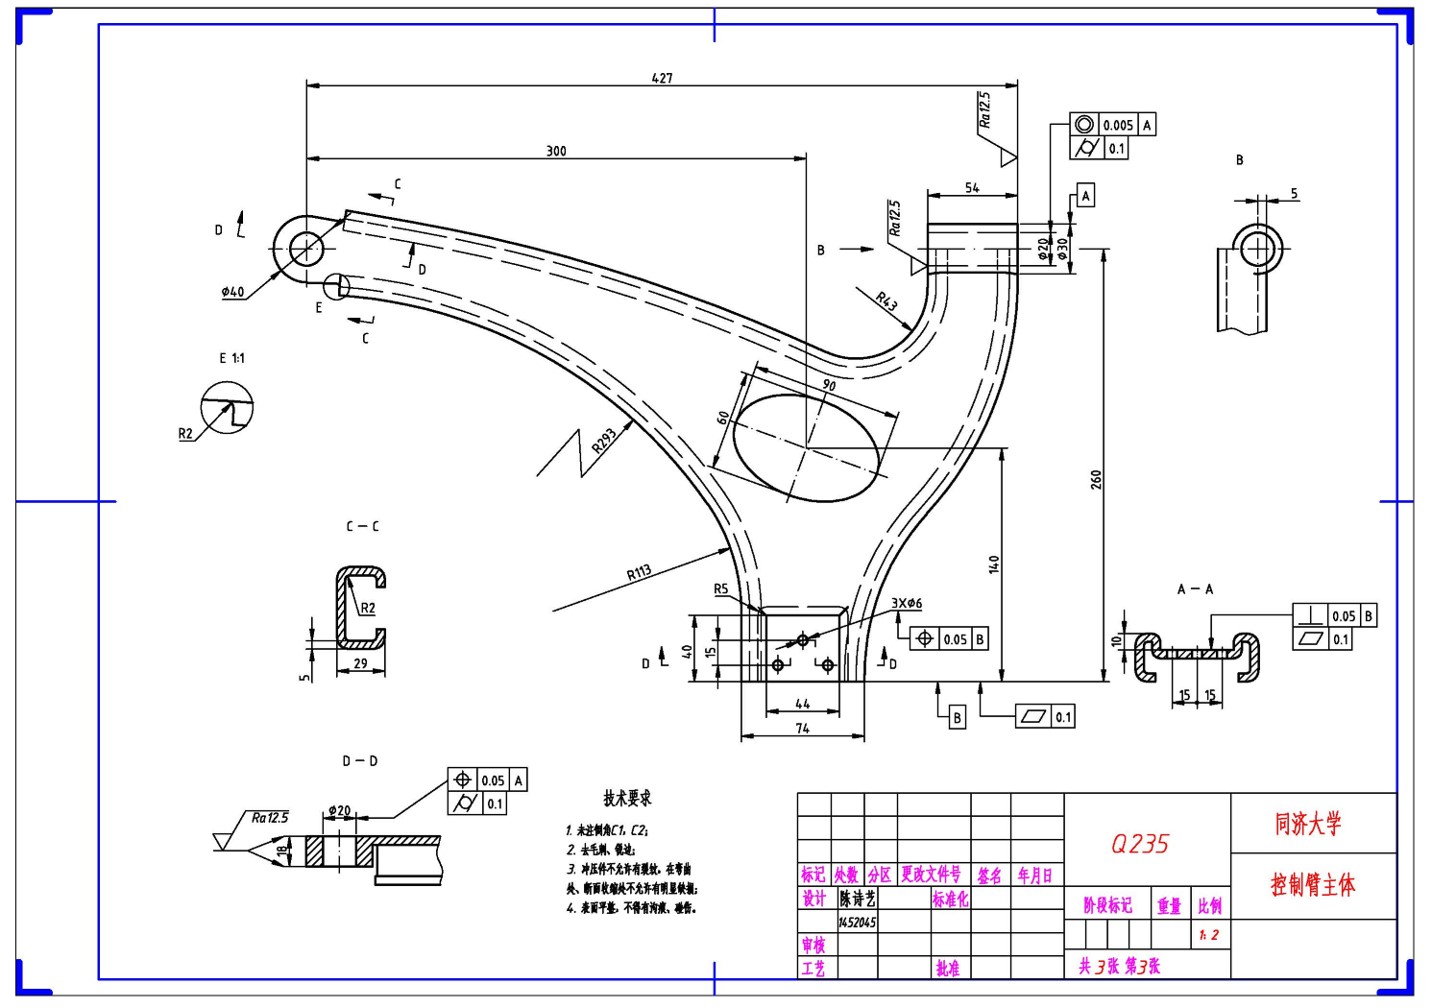 427
300
C
D
D
E
C
Φ40
E 1:1
R2
R293
R113
C — C
R2
29
5
D — D
Ra12.5
Φ20
18
0.05 A
0.1
60
90
R43
B
Ra12.5
Ra12.5
54
Φ20
Φ30
A
0.005 A
0.1
B
5
260
140
R5
3XΦ6
0.05 B
40
15
D
D
44
74
B
0.1
A — A
10
15 15
0.05 B
0.1
技术要求
1. 未注倒角C1, C2;
2. 去毛刺、锐边;
3. 冲压件不允许有裂纹, 在弯曲
处、断面收缩处不允许有明显缺损;
4. 表面平整, 不得有沟痕、碰伤。
标记 处数 分区 更改文件号 签名 年月日
设计 陈诗艺 标准化
1452045
审核
工艺 批准
Q235
阶段标记 重量 比例
1: 2
共 3 张 第 3 张
同济大学
控制臂主体